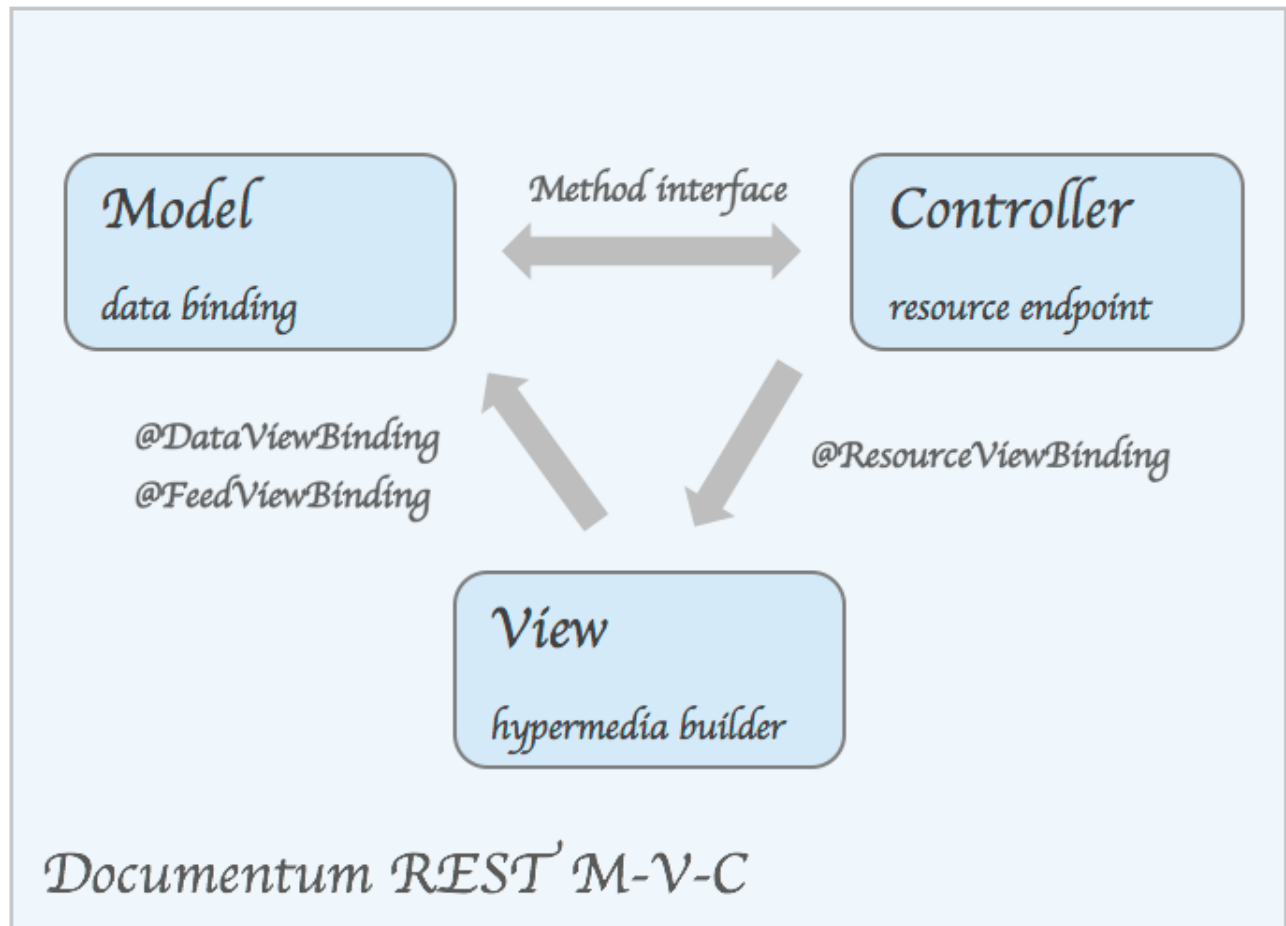 Model
data binding
Method interface
Controller
resource endpoint
@DataViewBinding
@FeedViewBinding
@ResourceViewBinding
View
hypermedia builder
Documentum REST M-V-C